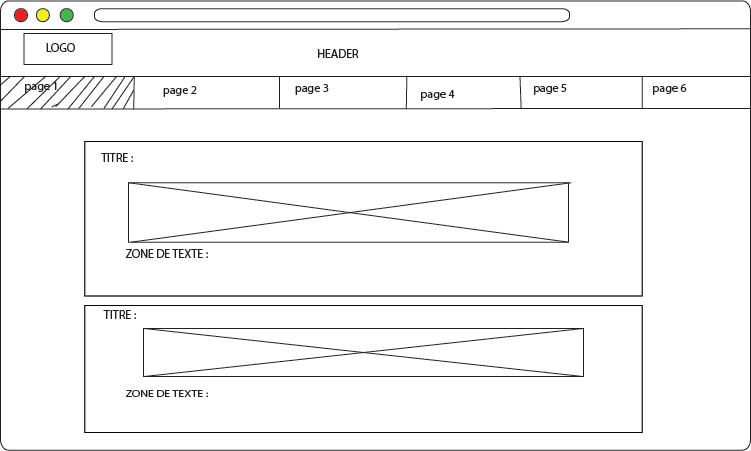 LOGO
HEADER
page 1
page 2
page 3
page 4
page 5
page 6
TITRE :
ZONE DE TEXTE :
TITRE :
ZONE DE TEXTE :